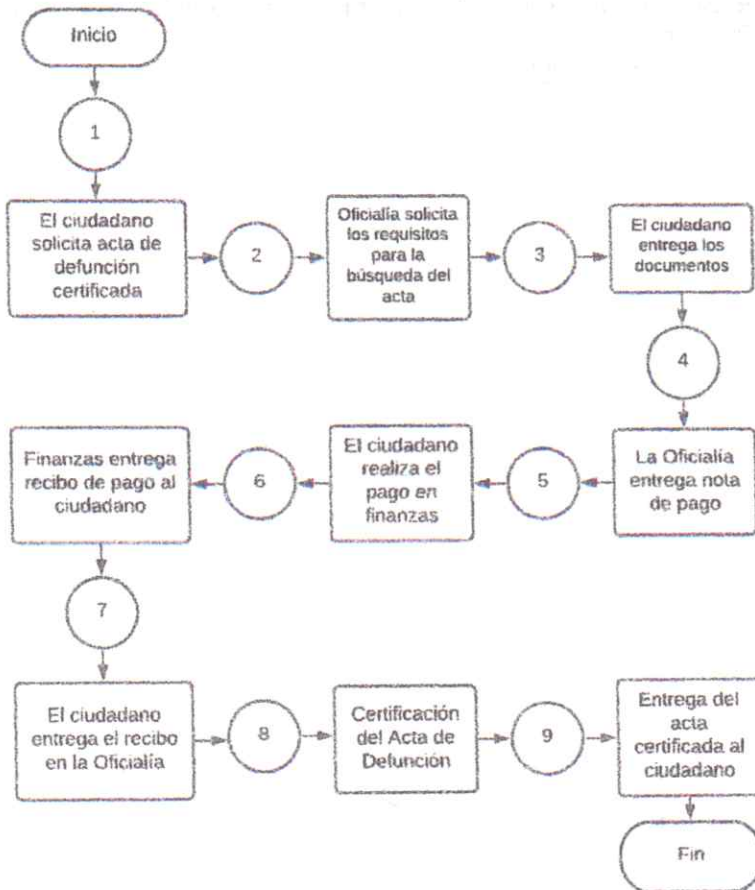 Inicio
1
El ciudadano
solicita acta de
defunción
certificada
2
Oficialía solicita
los requisitos
para la
búsqueda del
acta
3
El ciudadano
entrega los
documentos
4
La Oficialía
entrega nota
de pago
5
El ciudadano
realiza el
pago en
finanzas
6
Finanzas entrega
recibo de pago al
ciudadano
7
El ciudadano
entrega el recibo
en la Oficialía
8
Certificación
del Acta de
Defunción
9
Entrega del
acta
certificada al
ciudadano
Fin